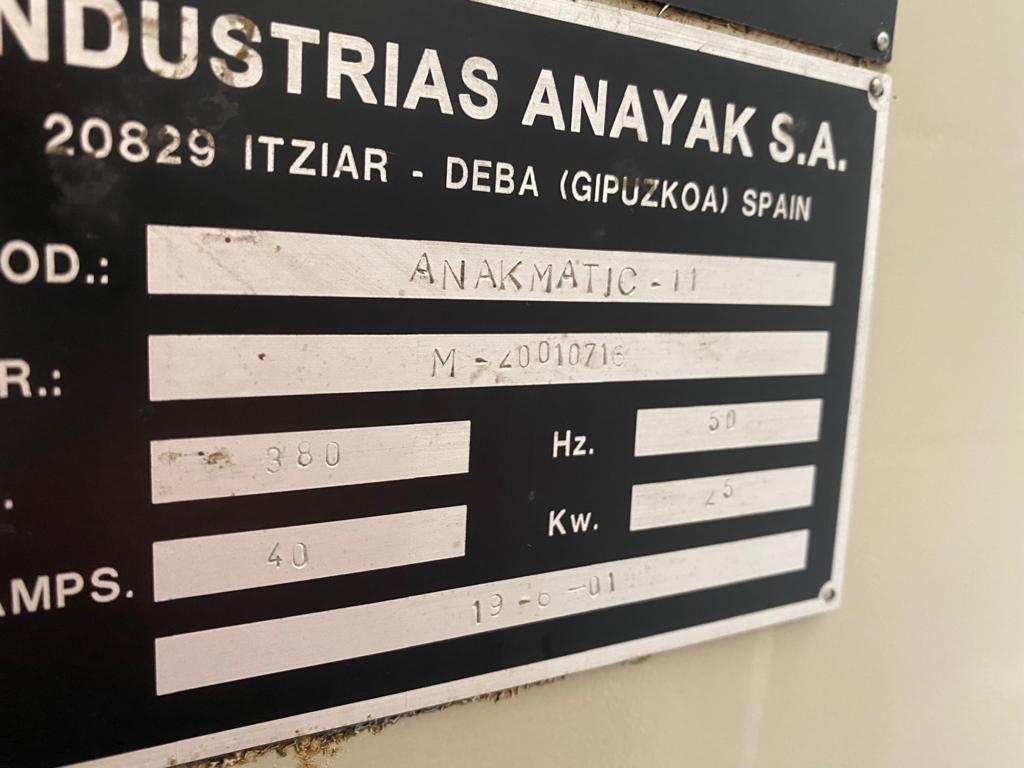 NDUSTRIAS ANAYAK S.A.
20829 ITZIAR - DEBA (GIPUZKOA) SPAIN
OD.: ANAKMATIC-11
R.: M-20010716
. 380 Hz. 50
AMPS. 40 Kw. 25
19-6-01